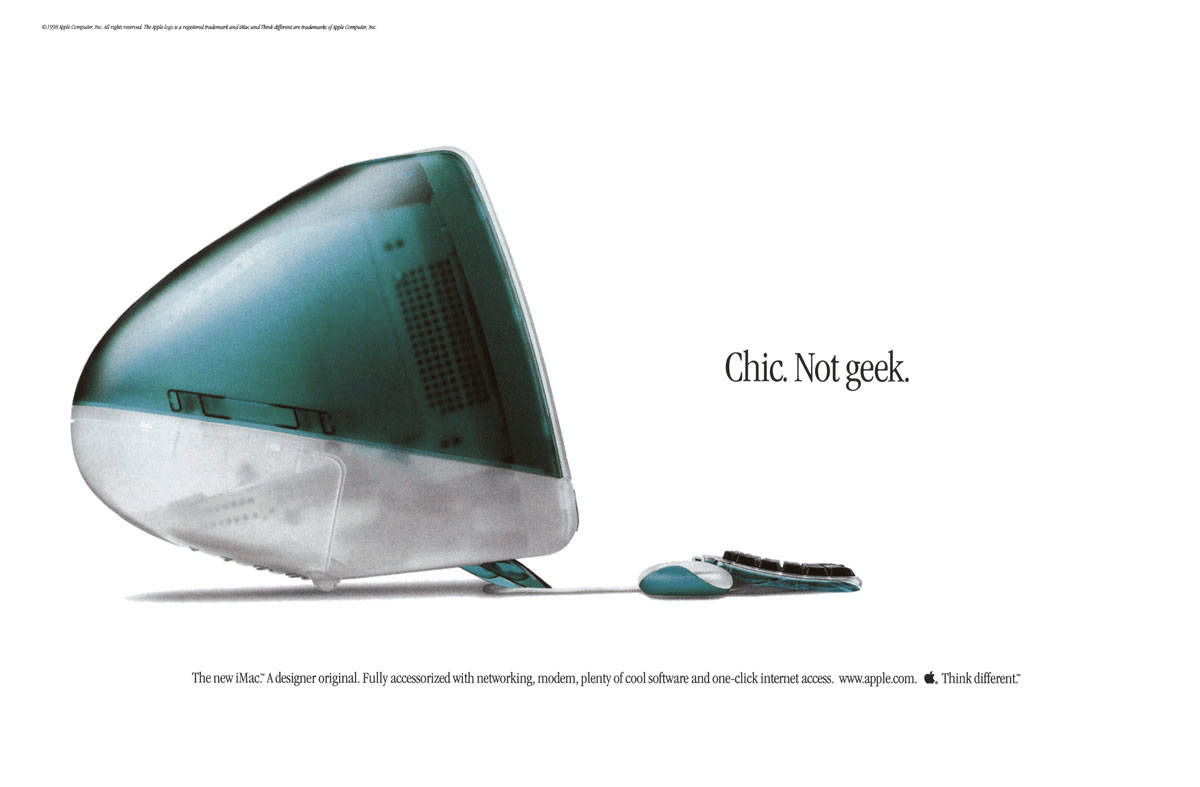 © 1998 Apple Computer, Inc. All rights reserved. The Apple logo is a registered trademark and iMac and Think different are trademarks of Apple Computer, Inc.
Chic. Not geek.
The new iMac.™ A designer original. Fully accessorized with networking, modem, plenty of cool software and one-click internet access. www.apple.com. ®. Think different.™